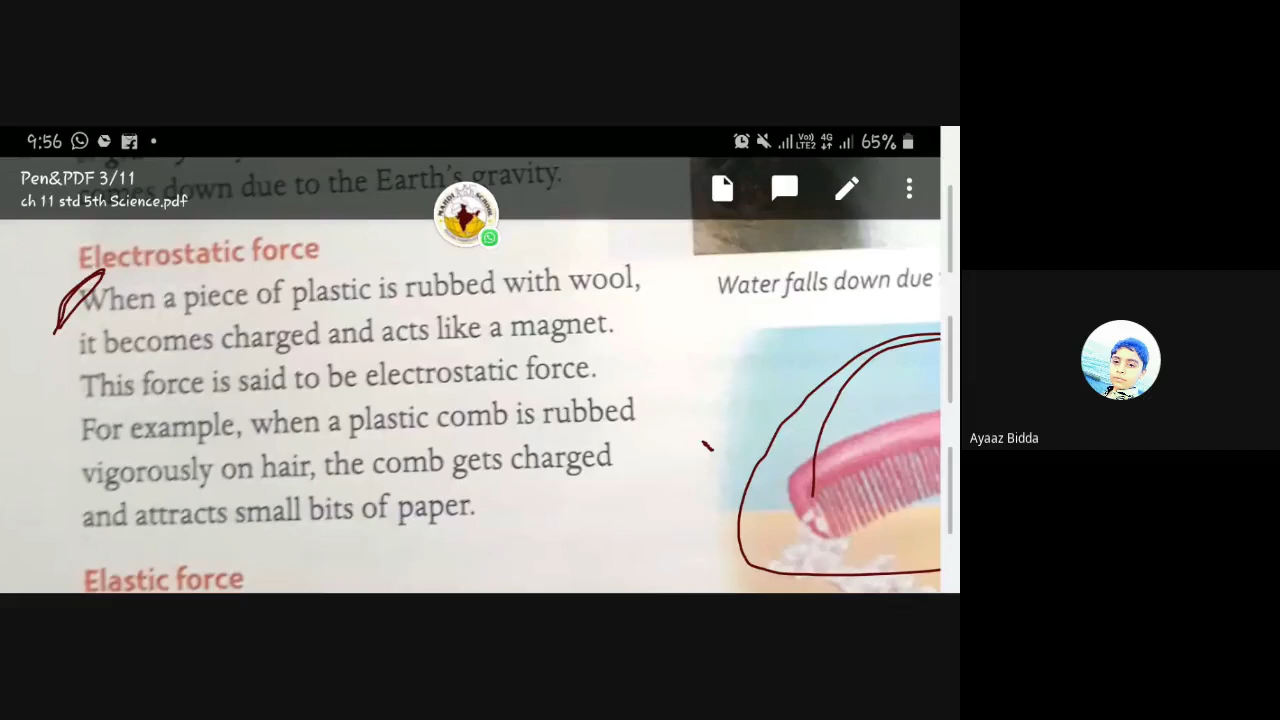 9:56
Vo)) LTE2 4G 65%
Pen&PDF 3/11
ch 11 std 5th Science.pdf
comes down due to the Earth's gravity.
Electrostatic force
When a piece of plastic is rubbed with wool,
it becomes charged and acts like a magnet.
This force is said to be electrostatic force.
For example, when a plastic comb is rubbed
vigorously on hair, the comb gets charged
and attracts small bits of paper.
Elastic force
Water falls down due
Ayaaz Bidda